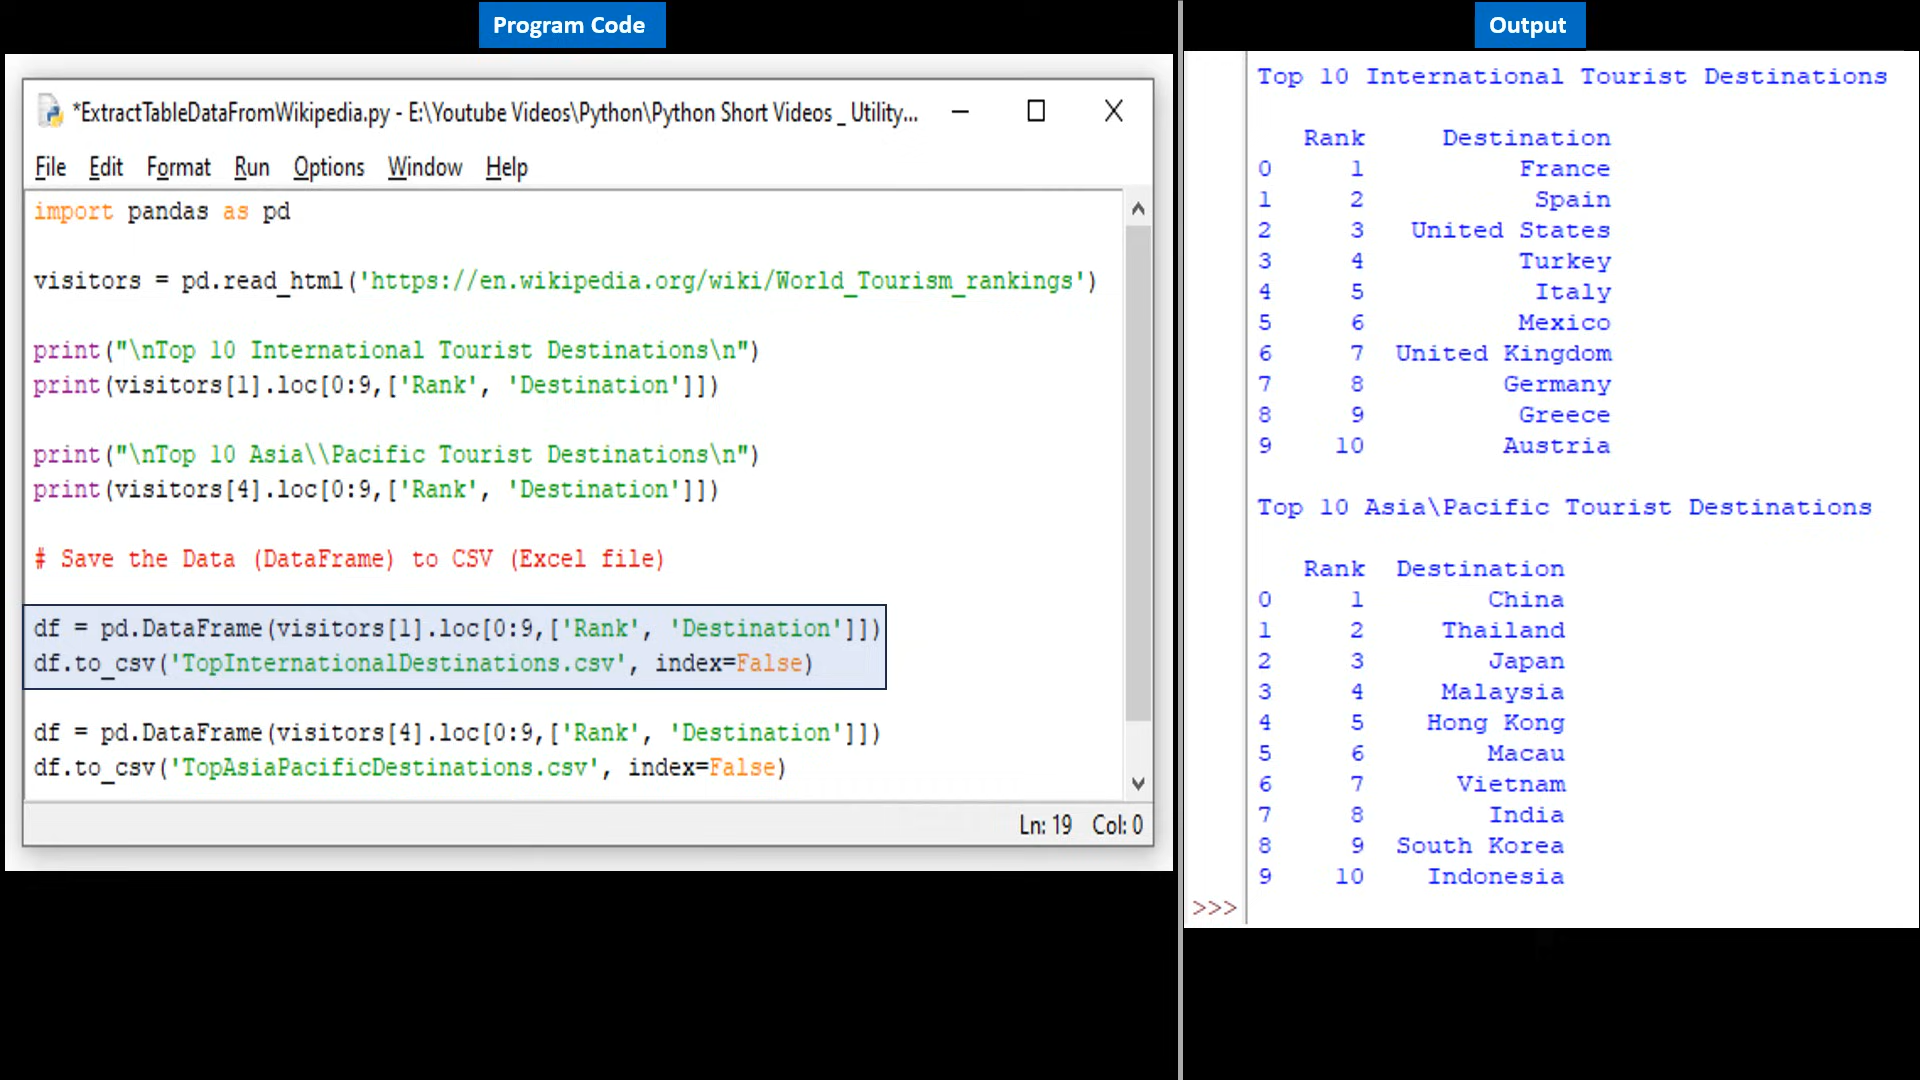 Program Code
*ExtractTableDataFromWikipedia.py - E:\Youtube Videos\Python\Python Short Videos _ Utility...
File Edit Format Run Options Window Help
import pandas as pd
visitors = pd.read_html('https://en.wikipedia.org/wiki/World_Tourism_rankings')
print("\nTop 10 International Tourist Destinations\n")
print(visitors[1].loc[0:9,['Rank', 'Destination']])
print("\nTop 10 Asia\\Pacific Tourist Destinations\n")
print(visitors[4].loc[0:9,['Rank', 'Destination']])
# Save the Data (DataFrame) to CSV (Excel file)
df = pd.DataFrame(visitors[1].loc[0:9,['Rank', 'Destination']])
df.to_csv('TopInternationalDestinations.csv', index=False)
df = pd.DataFrame(visitors[4].loc[0:9,['Rank', 'Destination']])
df.to_csv('TopAsiaPacificDestinations.csv', index=False)
Ln: 19 Col: 0
Output
Top 10 International Tourist Destinations
Rank Destination
0 1 France
1 2 Spain
2 3 United States
3 4 Turkey
4 5 Italy
5 6 Mexico
6 7 United Kingdom
7 8 Germany
8 9 Greece
9 10 Austria
Top 10 Asia\Pacific Tourist Destinations
Rank Destination
0 1 China
1 2 Thailand
2 3 Japan
3 4 Malaysia
4 5 Hong Kong
5 6 Macau
6 7 Vietnam
7 8 India
8 9 South Korea
9 10 Indonesia
>>>